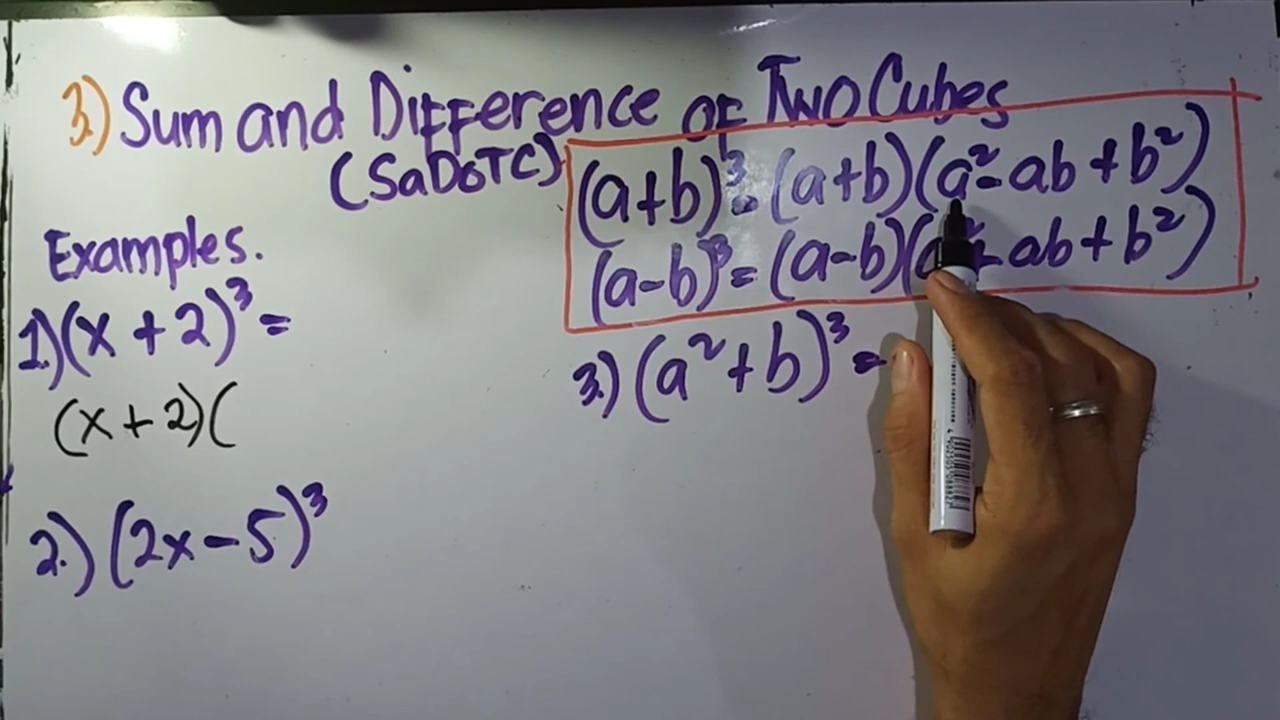 3.) Sum and Difference of Two Cubes
(SaDoTC)
(a+b)³ = (a+b)(a² - ab + b²)
(a-b)³ = (a-b)(a² + ab + b²)
Examples.
1.) (x + 2)³ =
(x + 2)(
2.) (2x - 5)³
3.) (a² + b)³ =